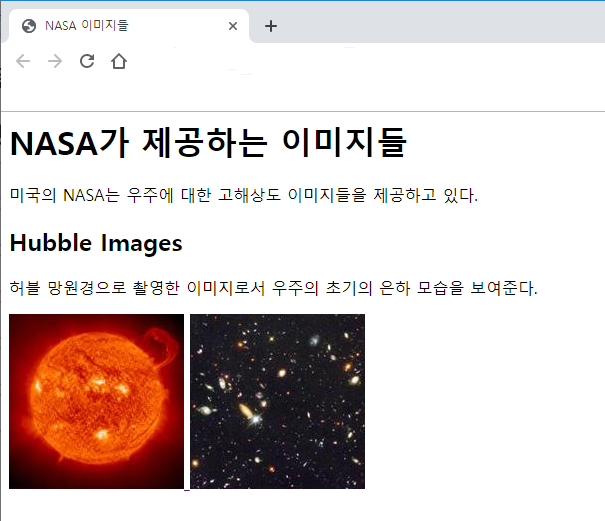 NASA 이미지들
NASA가 제공하는 이미지들
미국의 NASA는 우주에 대한 고해상도 이미지들을 제공하고 있다.
Hubble Images
허블 망원경으로 촬영한 이미지로서 우주의 초기의 은하 모습을 보여준다.